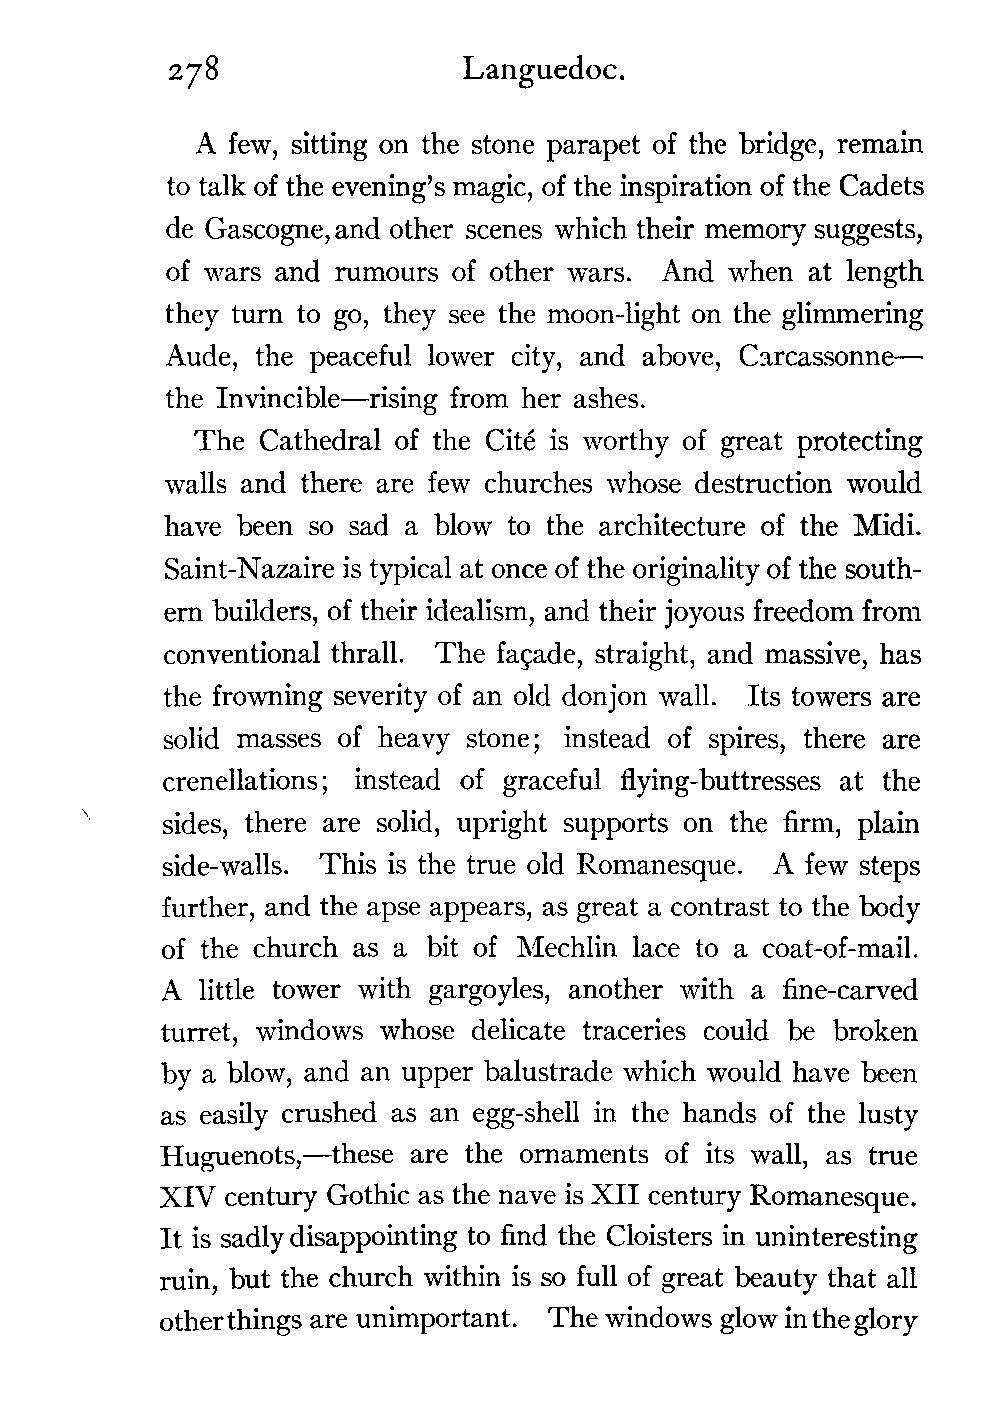 278 Languedoc.
A few, sitting on the stone parapet of the bridge, remain
to talk of the evening's magic, of the inspiration of the Cadets
de Gascogne, and other scenes which their memory suggests,
of wars and rumours of other wars. And when at length
they turn to go, they see the moon-light on the glimmering
Aude, the peaceful lower city, and above, Carcassonne—
the Invincible—rising from her ashes.
The Cathedral of the Cité is worthy of great protecting
walls and there are few churches whose destruction would
have been so sad a blow to the architecture of the Midi.
Saint-Nazaire is typical at once of the originality of the south-
ern builders, of their idealism, and their joyous freedom from
conventional thrall. The façade, straight, and massive, has
the frowning severity of an old donjon wall. Its towers are
solid masses of heavy stone; instead of spires, there are
crenellations; instead of graceful flying-buttresses at the
sides, there are solid, upright supports on the firm, plain
side-walls. This is the true old Romanesque. A few steps
further, and the apse appears, as great a contrast to the body
of the church as a bit of Mechlin lace to a coat-of-mail.
A little tower with gargoyles, another with a fine-carved
turret, windows whose delicate traceries could be broken
by a blow, and an upper balustrade which would have been
as easily crushed as an egg-shell in the hands of the lusty
Huguenots,—these are the ornaments of its wall, as true
XIV century Gothic as the nave is XII century Romanesque.
It is sadly disappointing to find the Cloisters in uninteresting
ruin, but the church within is so full of great beauty that all
other things are unimportant. The windows glow in the glory